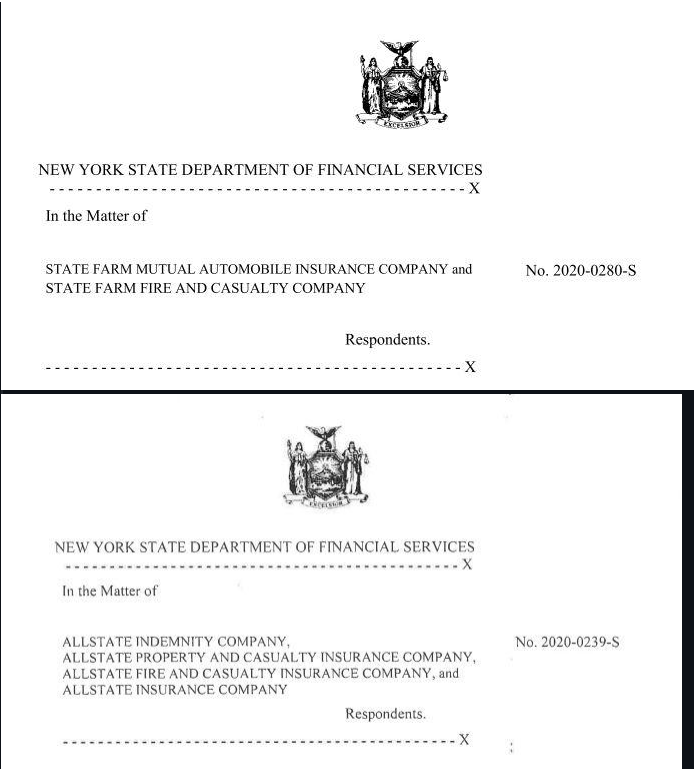 EXCELSIOR
NEW YORK STATE DEPARTMENT OF FINANCIAL SERVICES
- - - - - - - - - - - - - - - - - - - - - - - - - - - - - - - - - - - - - - - - - - - - - X
In the Matter of
STATE FARM MUTUAL AUTOMOBILE INSURANCE COMPANY and No. 2020-0280-S
STATE FARM FIRE AND CASUALTY COMPANY
Respondents.
- - - - - - - - - - - - - - - - - - - - - - - - - - - - - - - - - - - - - - - - - - - - - X
EXCELSIOR
NEW YORK STATE DEPARTMENT OF FINANCIAL SERVICES
- - - - - - - - - - - - - - - - - - - - - - - - - - - - - - - - - - - - - - - - - - - - - X
In the Matter of
ALLSTATE INDEMNITY COMPANY, No. 2020-0239-S
ALLSTATE PROPERTY AND CASUALTY INSURANCE COMPANY,
ALLSTATE FIRE AND CASUALTY INSURANCE COMPANY, and
ALLSTATE INSURANCE COMPANY
Respondents.
- - - - - - - - - - - - - - - - - - - - - - - - - - - - - - - - - - - - - - - - - - - - - X